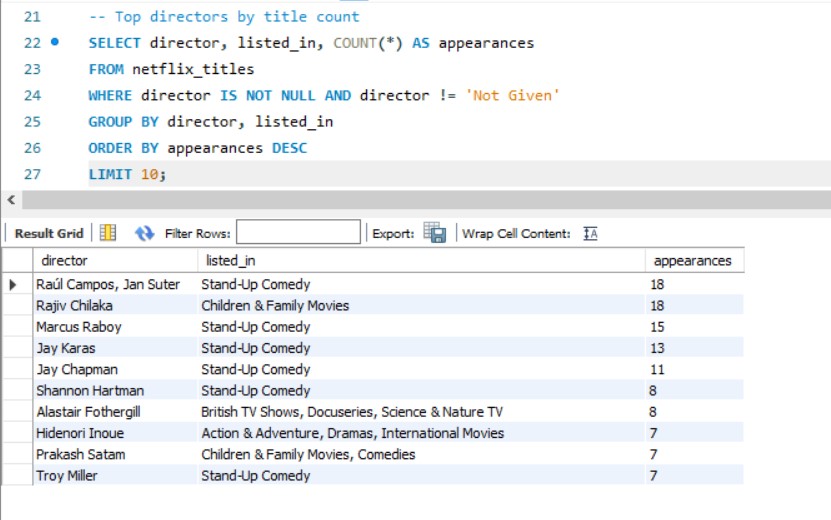 21 -- Top directors by title count
22 SELECT director, listed_in, COUNT(*) AS appearances
23 FROM netflix_titles
24 WHERE director IS NOT NULL AND director != 'Not Given'
25 GROUP BY director, listed_in
26 ORDER BY appearances DESC
27 LIMIT 10;
Result Grid Filter Rows: Export: Wrap Cell Content: IA
director listed_in appearances
Raúl Campos, Jan Suter Stand-Up Comedy 18
Rajiv Chilaka Children & Family Movies 18
Marcus Raboy Stand-Up Comedy 15
Jay Karas Stand-Up Comedy 13
Jay Chapman Stand-Up Comedy 11
Shannon Hartman Stand-Up Comedy 8
Alastair Fothergill British TV Shows, Docuseries, Science & Nature TV 8
Hidenori Inoue Action & Adventure, Dramas, International Movies 7
Prakash Satam Children & Family Movies, Comedies 7
Troy Miller Stand-Up Comedy 7